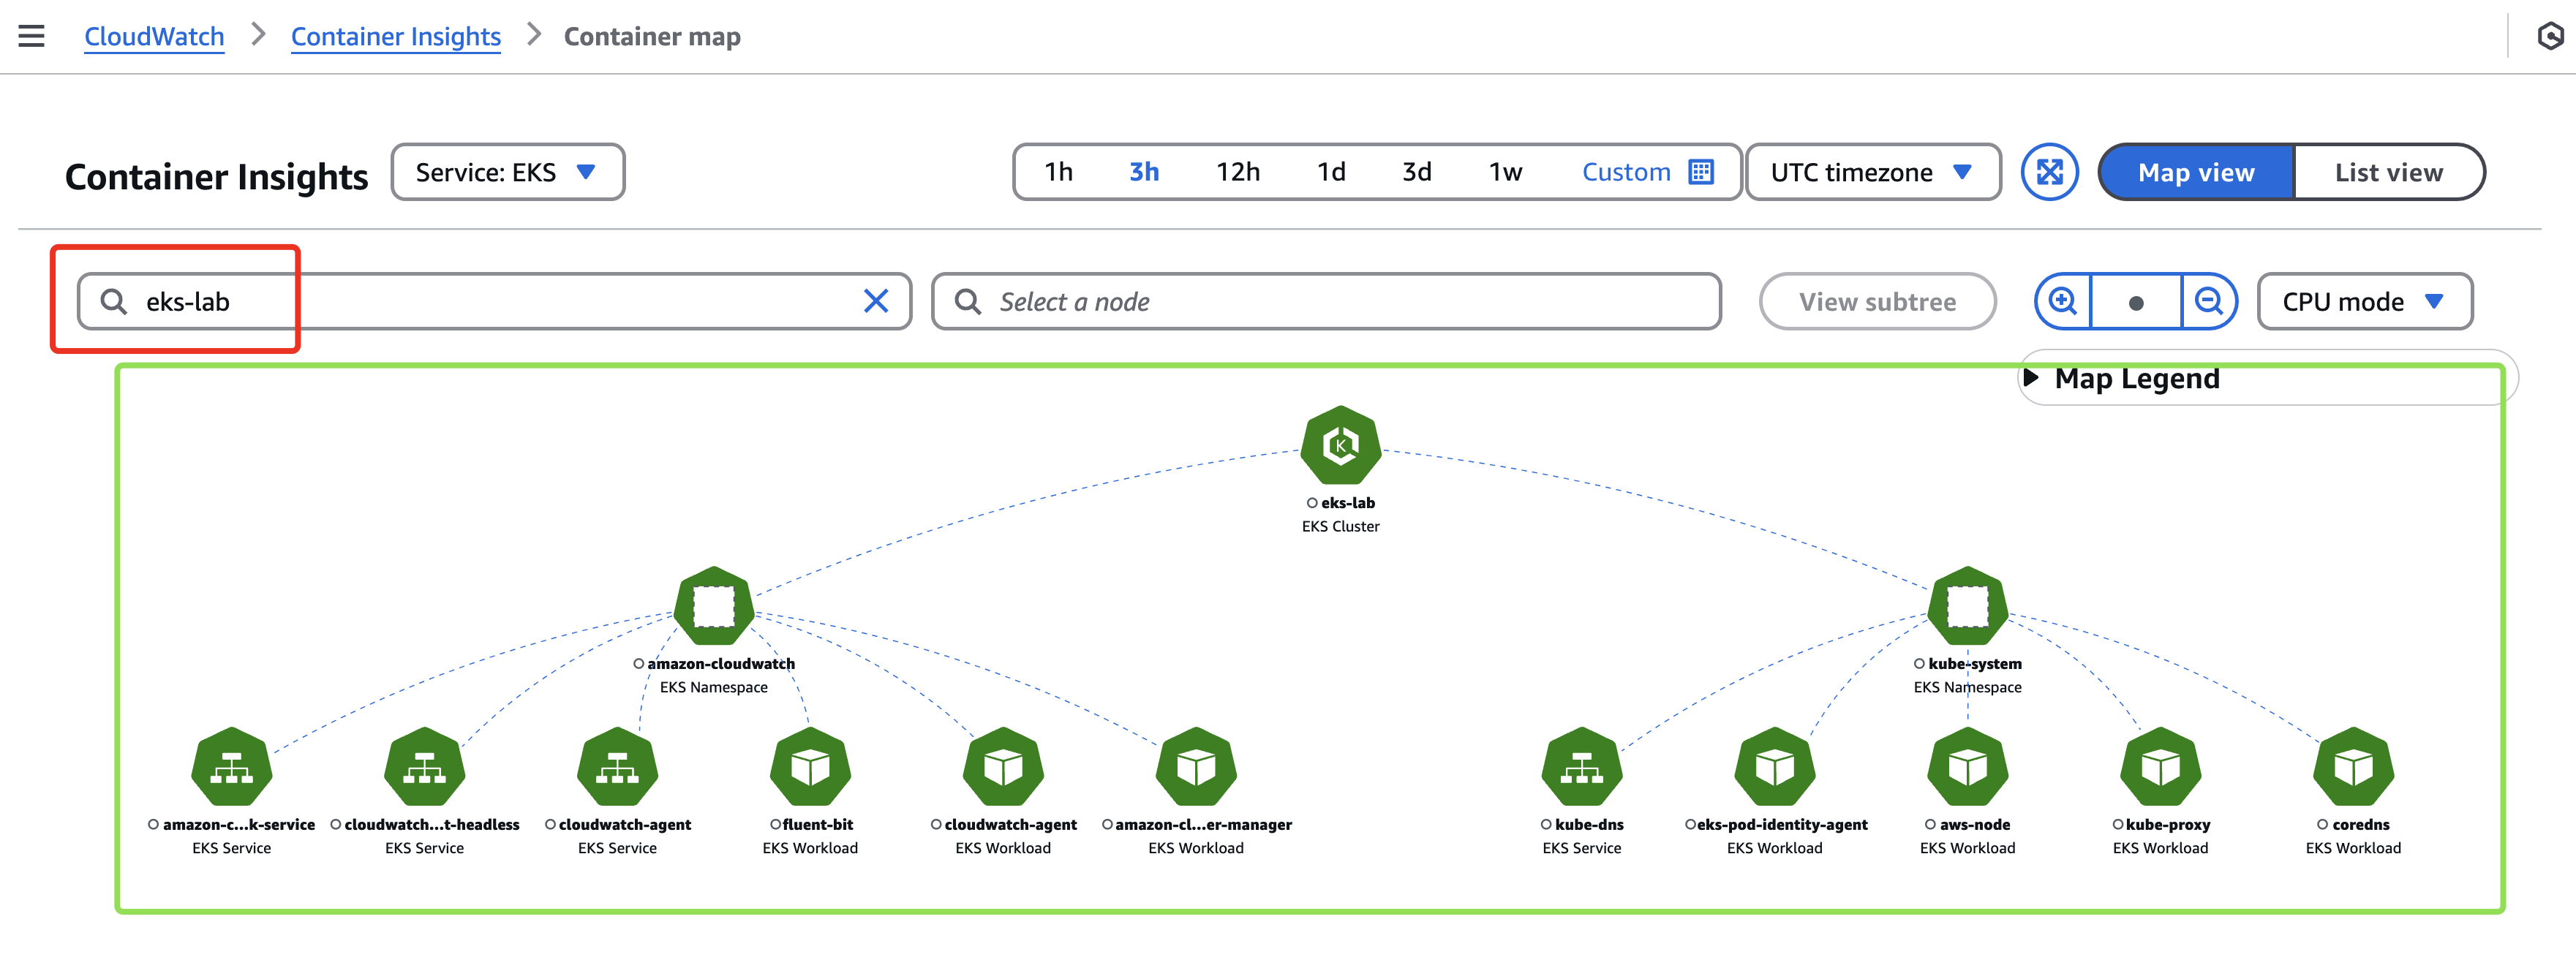 CloudWatch > Container Insights > Container map
Container Insights
Service: EKS
1h 3h 12h 1d 3d 1w Custom
UTC timezone
Map view
List view
eks-lab
Select a node
View subtree
CPU mode
Map Legend
K
eks-lab
EKS Cluster
amazon-cloudwatch
EKS Namespace
kube-system
EKS Namespace
amazon-c...k-service
EKS Service
cloudwatch...t-headless
EKS Service
cloudwatch-agent
EKS Service
fluent-bit
EKS Workload
cloudwatch-agent
EKS Workload
amazon-cl...er-manager
EKS Workload
kube-dns
EKS Service
eks-pod-identity-agent
EKS Workload
aws-node
EKS Workload
kube-proxy
EKS Workload
coredns
EKS Workload